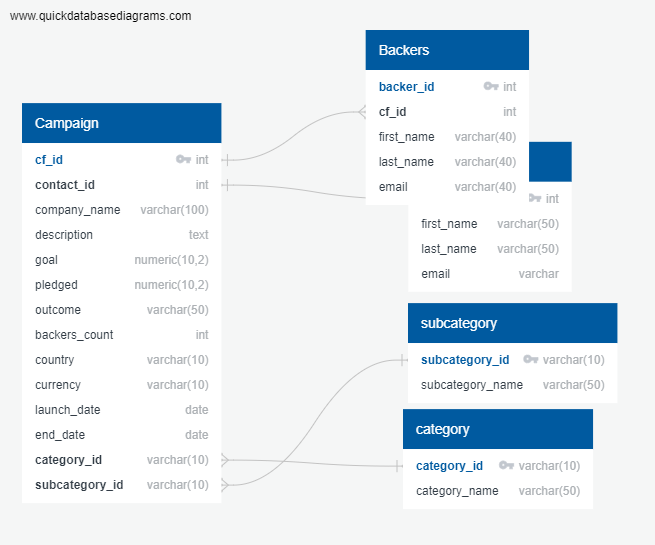 www.quickdatabasediagrams.com
Campaign
cf_id int
contact_id int
company_name varchar(100)
description text
goal numeric(10,2)
pledged numeric(10,2)
outcome varchar(50)
backers_count int
country varchar(10)
currency varchar(10)
launch_date date
end_date date
category_id varchar(10)
subcategory_id varchar(10)
Backers
backer_id int
cf_id int
first_name varchar(40)
last_name varchar(40)
email varchar(40)
int
first_name varchar(50)
last_name varchar(50)
email varchar
subcategory
subcategory_id varchar(10)
subcategory_name varchar(50)
category
category_id varchar(10)
category_name varchar(50)